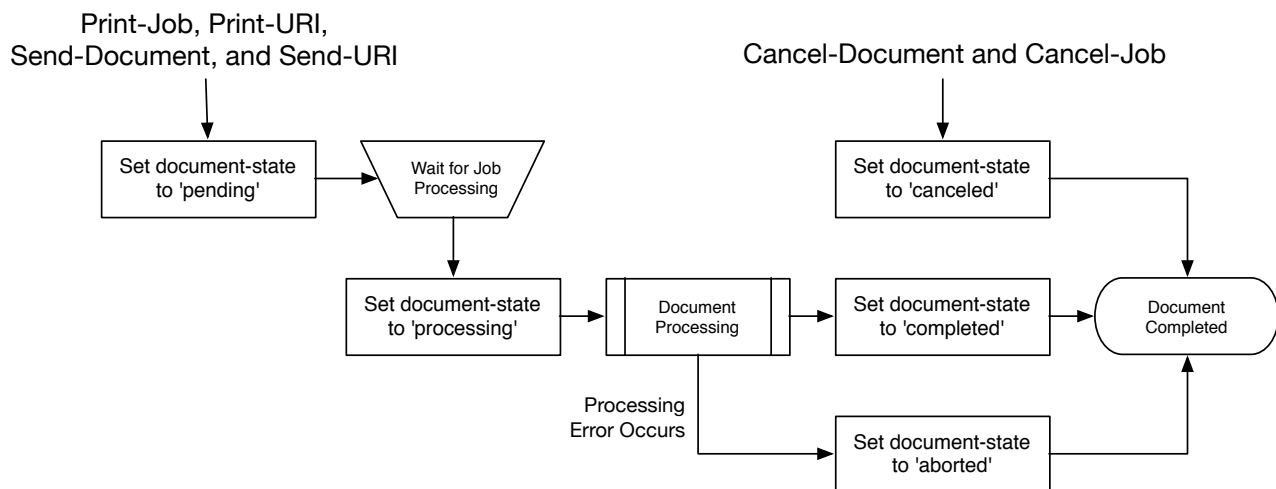 Print-Job, Print-URI,
Send-Document, and Send-URI
Cancel-Document and Cancel-Job
Set document-state
to 'pending'
Wait for Job
Processing
Set document-state
to 'canceled'
Set document-state
to 'processing'
Document
Processing
Set document-state
to 'completed'
Document
Completed
Processing
Error Occurs
Set document-state
to 'aborted'